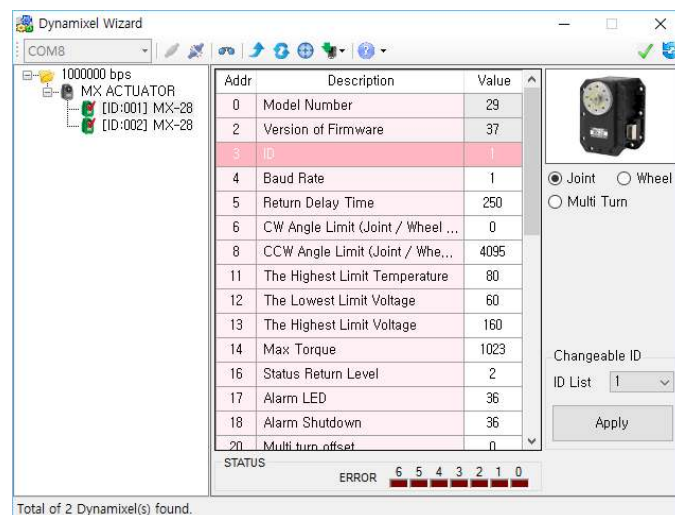 Dynamixel Wizard
COM8
1000000 bps
MX ACTUATOR
[ID:001] MX-28
[ID:002] MX-28
Addr Description Value
0 Model Number 29
2 Version of Firmware 37
3 ID 1
4 Baud Rate 1
5 Return Delay Time 250
6 CW Angle Limit (Joint / Wheel ... 0
8 CCW Angle Limit (Joint / Whe... 4095
11 The Highest Limit Temperature 80
12 The Lowest Limit Voltage 60
13 The Highest Limit Voltage 160
14 Max Torque 1023
16 Status Return Level 2
17 Alarm LED 36
18 Alarm Shutdown 36
20 Multi turn offset 0
Joint Wheel
Multi Turn
Changeable ID
ID List 1
Apply
STATUS
ERROR 6 5 4 3 2 1 0
Total of 2 Dynamixel(s) found.